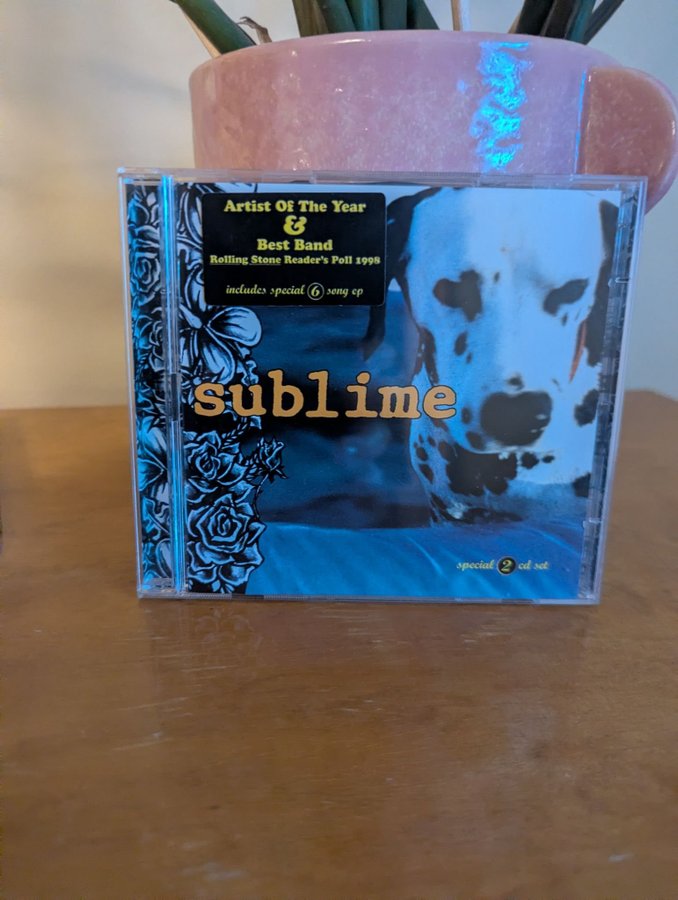 Artist Of The Year
&
Best Band
Rolling Stone Reader's Poll 1998
includes special 6 song ep
sublime
special 2 cd set